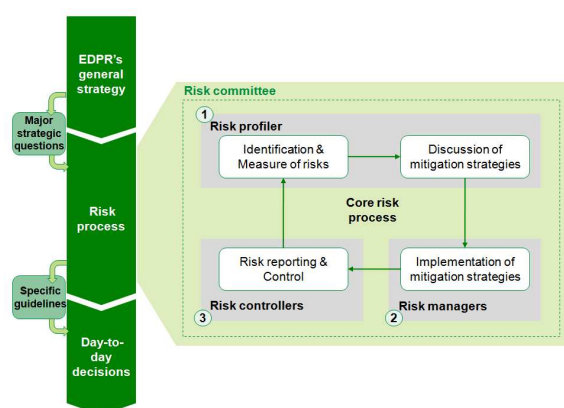 EDPR's
general
strategy
Major
strategic
questions
Risk
process
Specific
guidelines
Day-to-
day
decisions
Risk committee
1
Risk profiler
Identification &
Measure of risks
Discussion of
mitigation strategies
Core risk
process
Risk reporting &
Control
Implementation of
mitigation strategies
Risk controllers
3
Risk managers
2